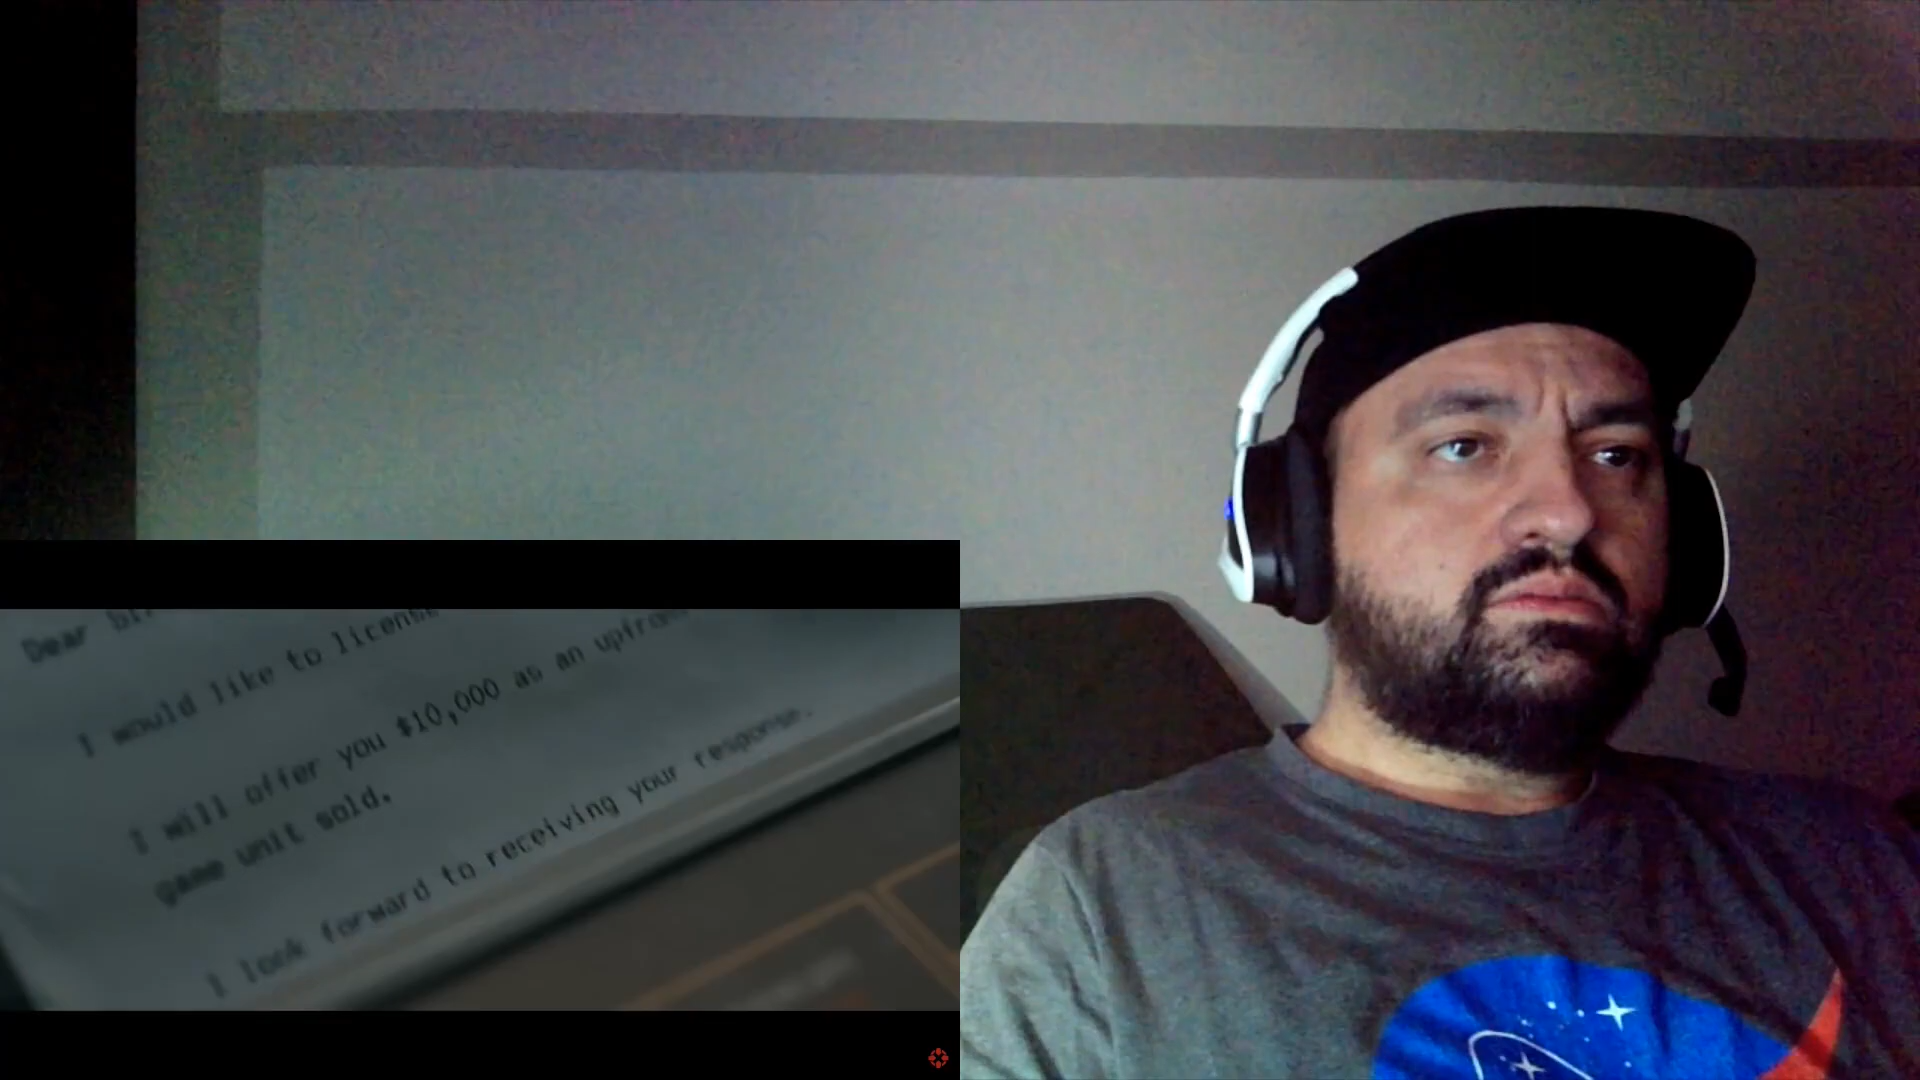 Dear
I would like to license
I will offer you $10,000 as an upfront
game unit sold.
I look forward to receiving your response.